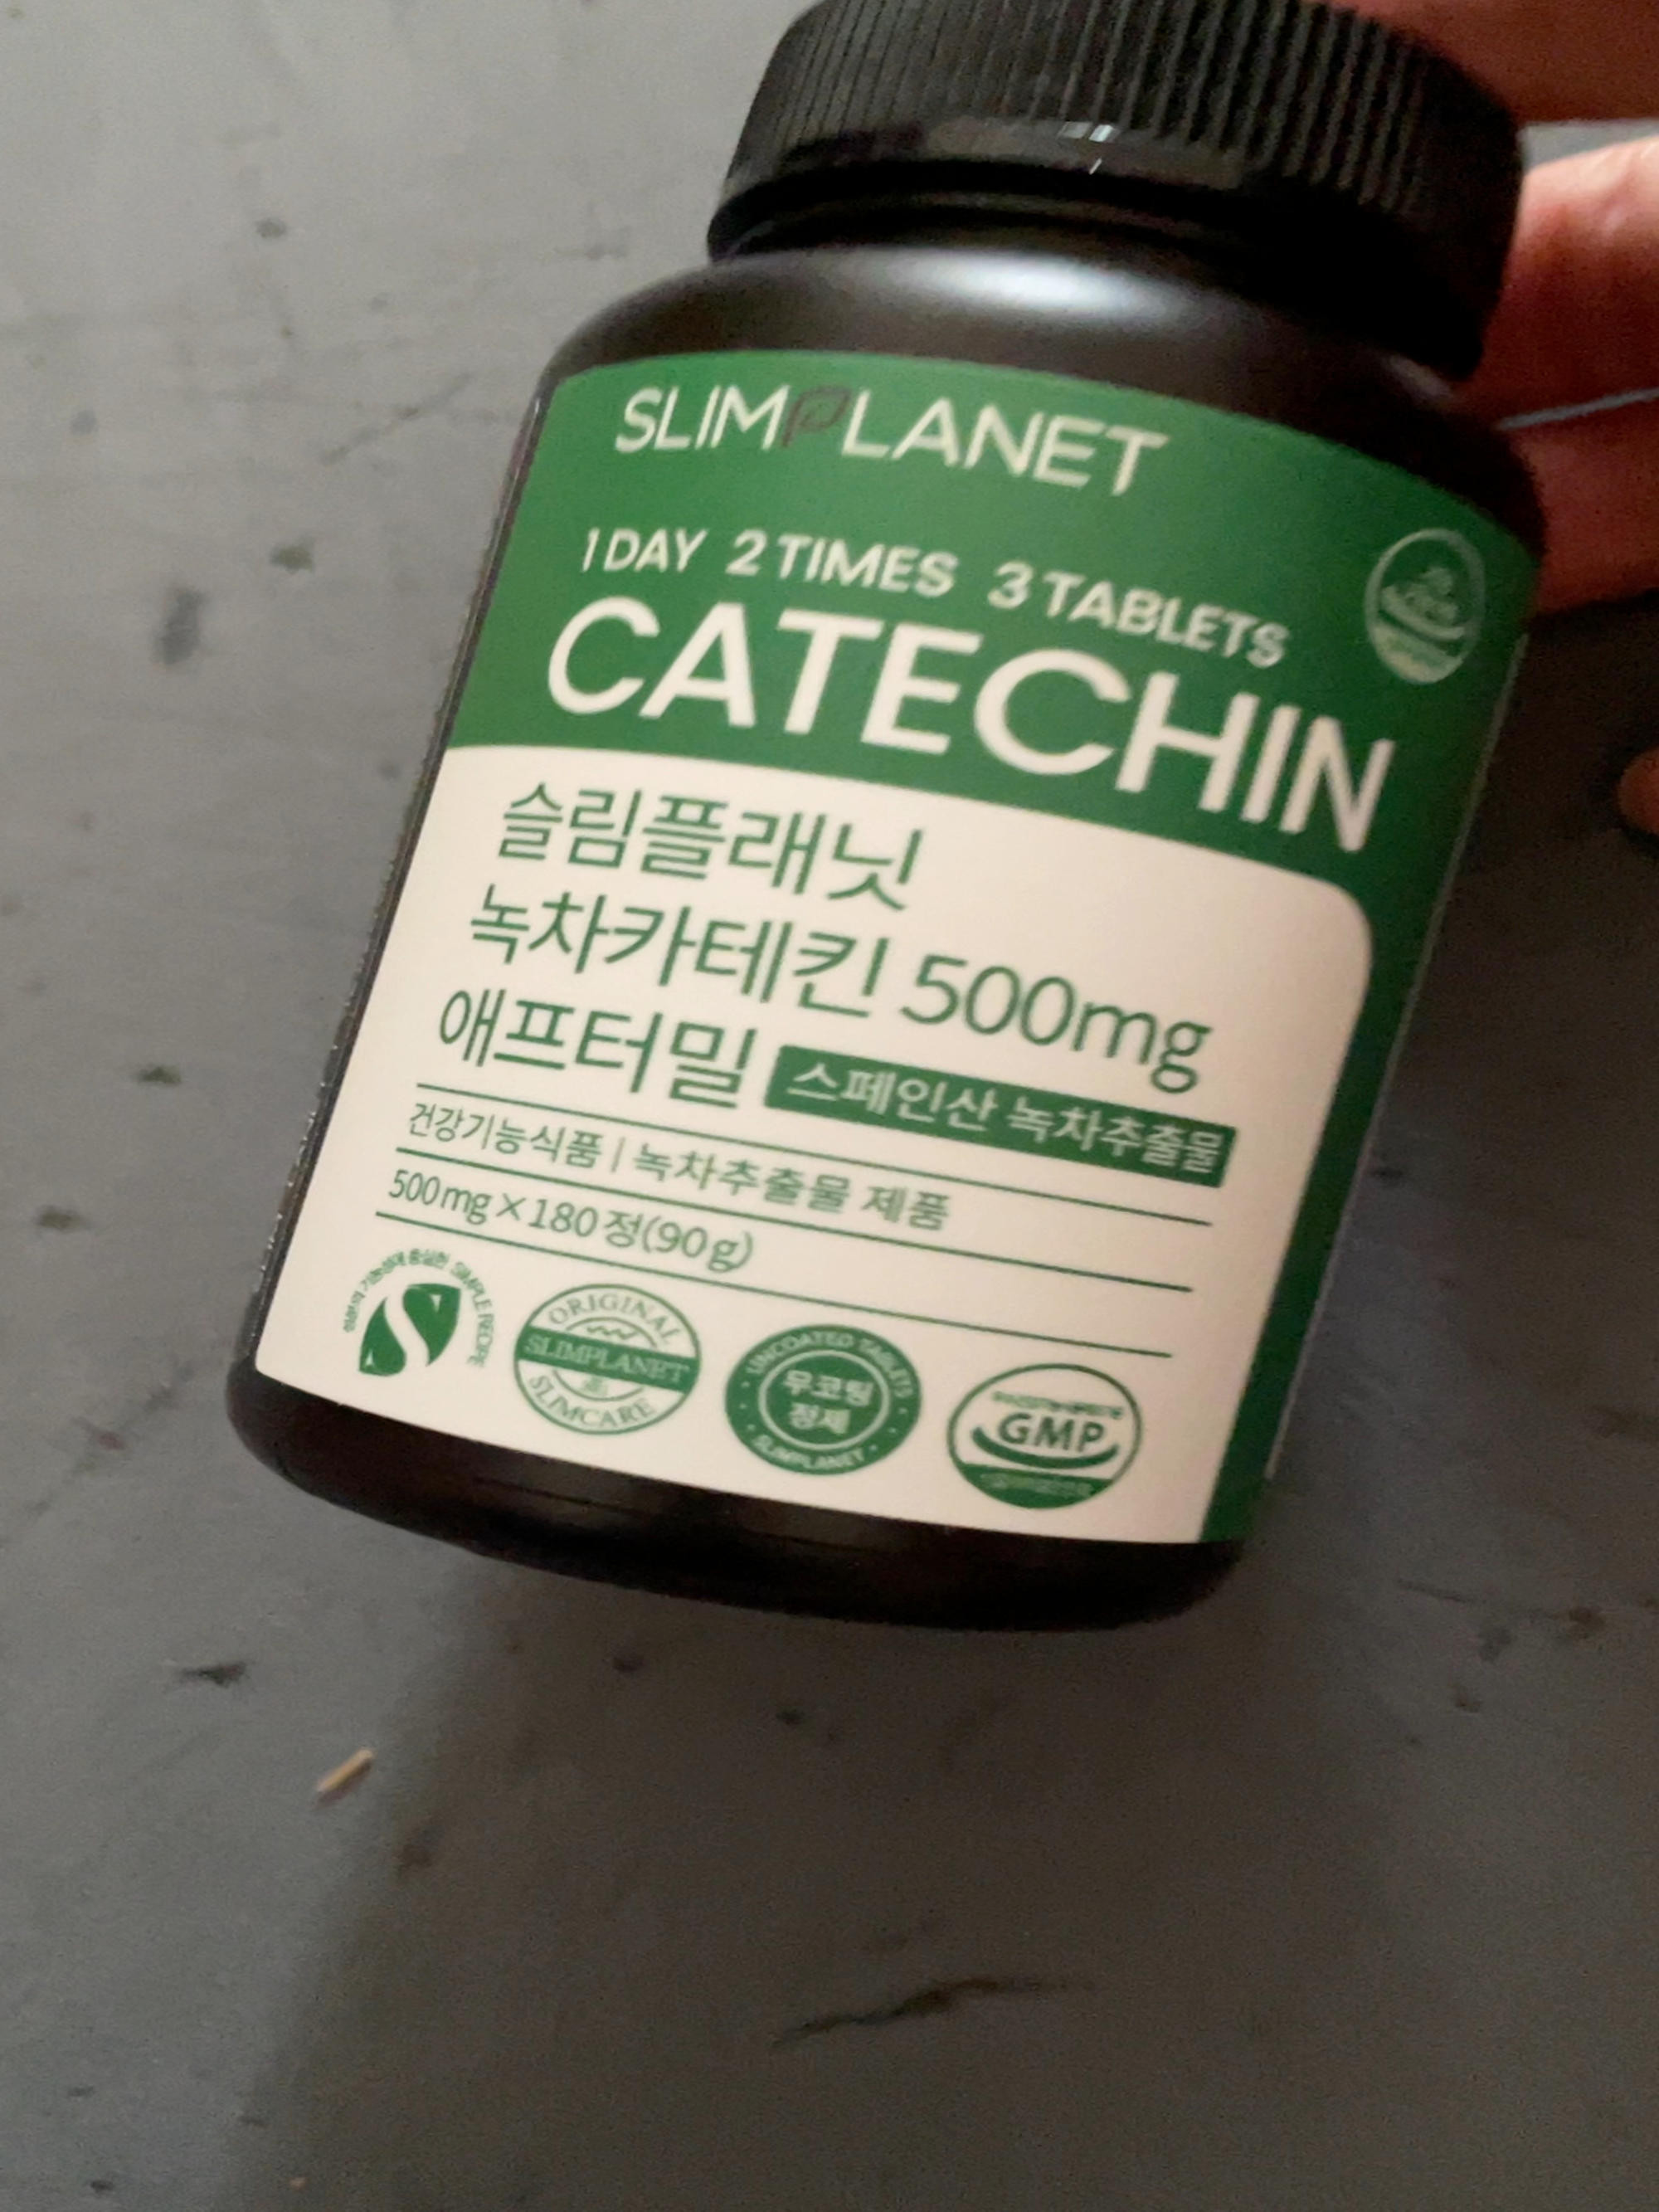 SLIMPLANET
1 DAY 2 TIMES 3 TABLETS
CATECHIN
슬림플래닛
녹차카테킨 500mg
애프터밀 스페인산 녹차추출물
건강기능식품 | 녹차추출물 제품
500mg×180정(90g)
SIMPLE RECIPE
ORIGINAL
SLIMPLANET
SLIMCARE
UNCOATED TABLETS
무코팅
정제
SLIMPLANET
GMP